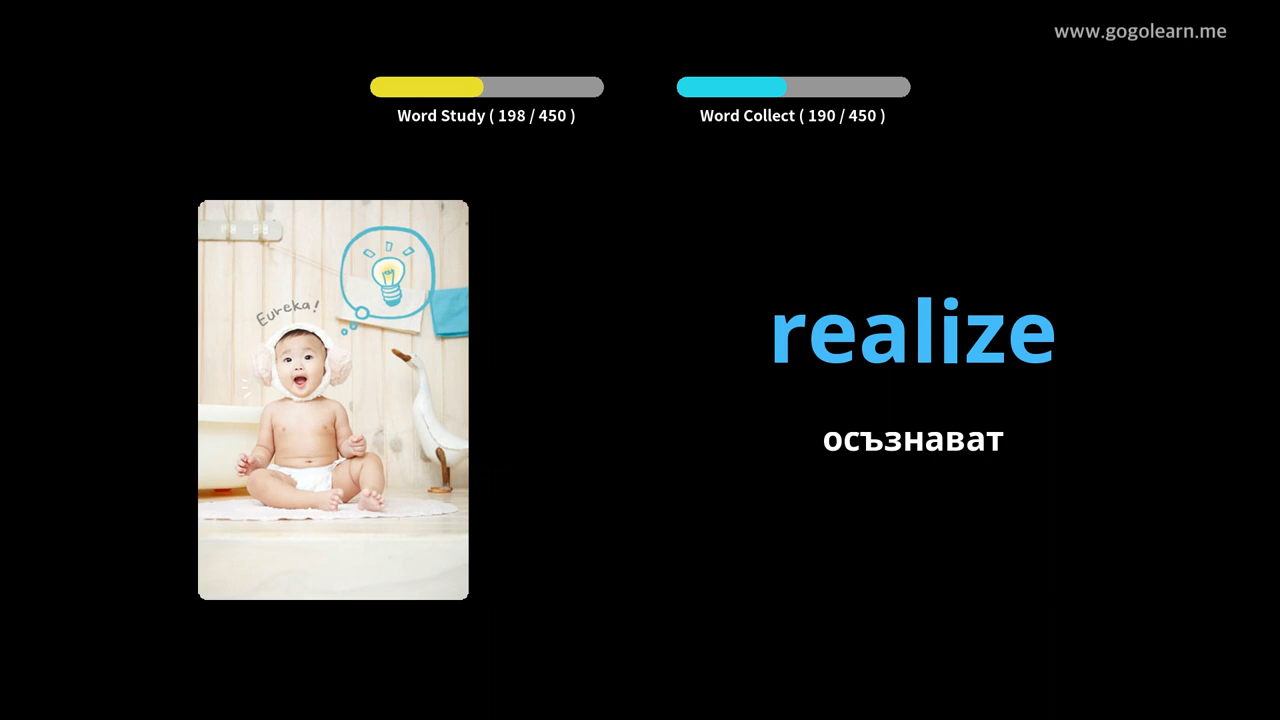 www.gogolearn.me
Word Study ( 198 / 450 )
Word Collect ( 190 / 450 )
Eureka!
realize
осъзнават